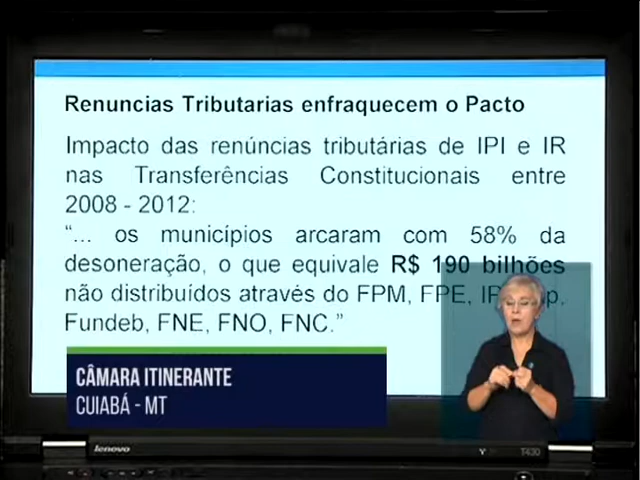 Renuncias Tributarias enfraquecem o Pacto
Impacto das renúncias tributárias de IPI e IR
nas Transferências Constitucionais entre
2008 - 2012:
“... os municípios arcaram com 58% da
desoneração, o que equivale R$ 190 bilhões
não distribuídos através do FPM, FPE,
Fundeb, FNE, FNO, FNC.”
CÂMARA ITINERANTE
CUIABÁ - MT
lenovo
T430